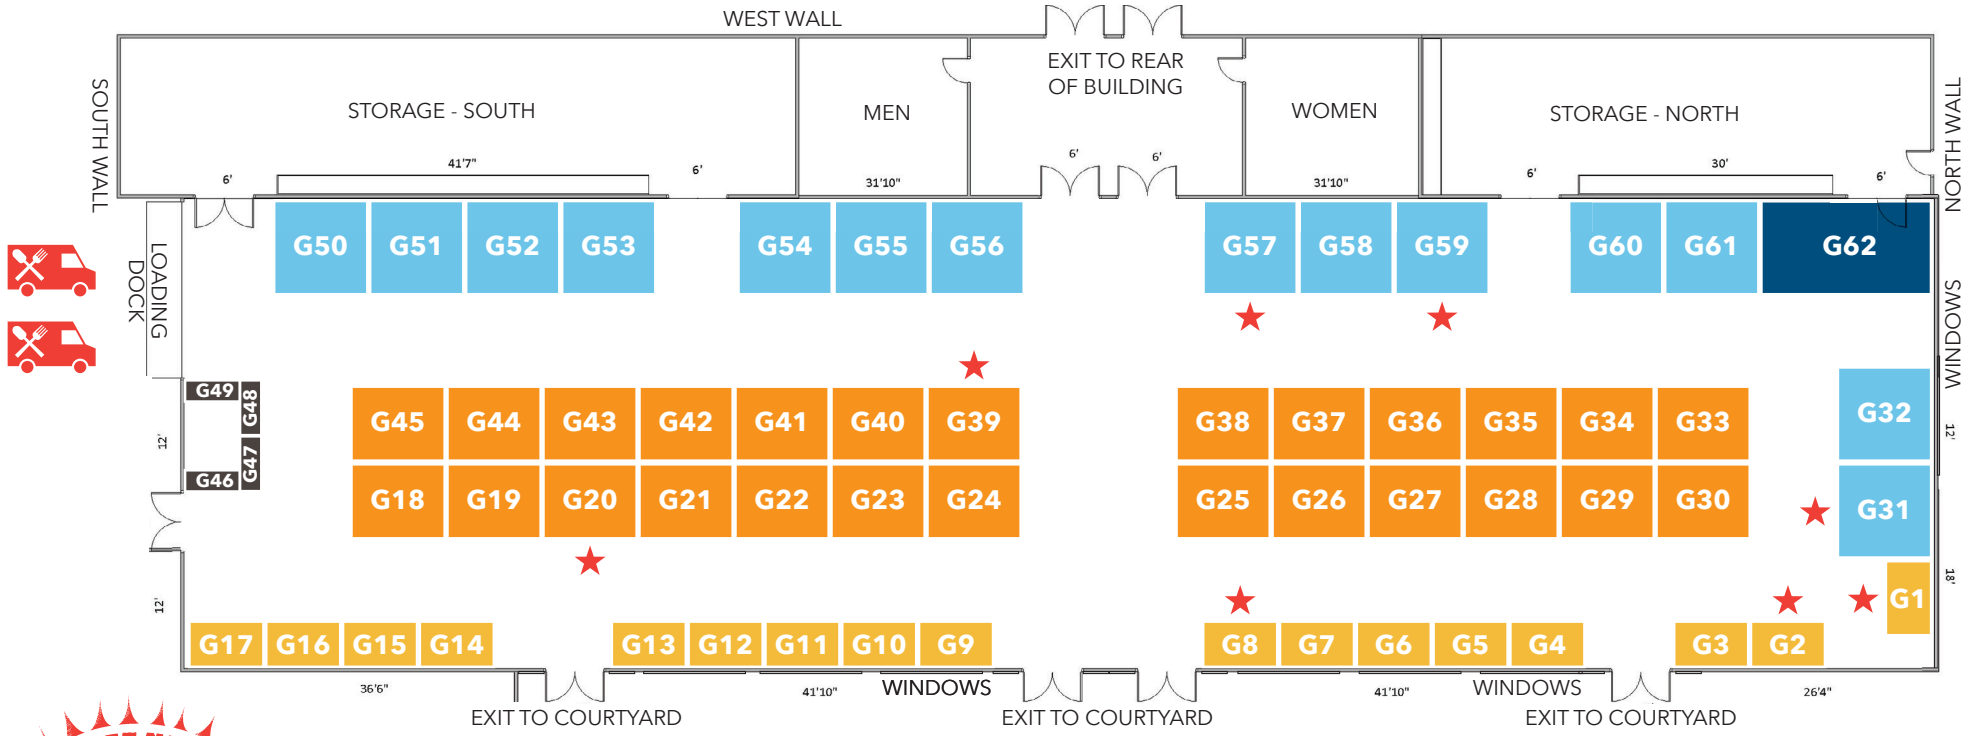 WEST WALL
EXIT TO REAR
OF BUILDING
SOUTH WALL
STORAGE - SOUTH
MEN
WOMEN
STORAGE - NORTH
NORTH WALL
6'
41'7"
6'
31'10"
6'
6'
31'10"
6'
30'
6'
LOADING
DOCK
G50
G51
G52
G53
G54
G55
G56
G57
G58
G59
G60
G61
G62
WINDOWS
G49
G48
G47
G46
12'
G45
G44
G43
G42
G41
G40
G39
G38
G37
G36
G35
G34
G33
G32
12'
G18
G19
G20
G21
G22
G23
G24
G25
G26
G27
G28
G29
G30
G31
18'
G1
12'
G17
G16
G15
G14
G13
G12
G11
G10
G9
G8
G7
G6
G5
G4
G3
G2
36'6"
41'10"
WINDOWS
41'10"
WINDOWS
26'4"
EXIT TO COURTYARD
EXIT TO COURTYARD
EXIT TO COURTYARD